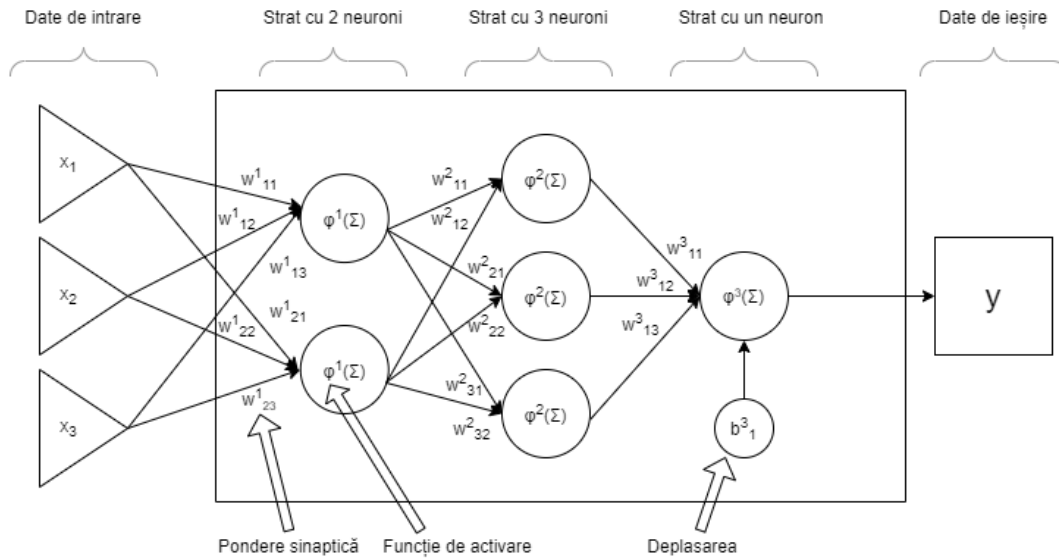 Date de intrare
Strat cu 2 neuroni
Strat cu 3 neuroni
Strat cu un neuron
Date de ieșire
x₁
x₂
x₃
w¹₁₁
w¹₁₂
w¹₁₃
w¹₂₁
w¹₂₂
w¹₂₃
φ¹(Σ)
φ¹(Σ)
w²₁₁
w²₁₂
w²₂₁
w²₂₂
w²₃₁
w²₃₂
φ²(Σ)
φ²(Σ)
φ²(Σ)
w³₁₁
w³₁₂
w³₁₃
φ³(Σ)
b³₁
y
Pondere sinaptică
Funcție de activare
Deplasarea